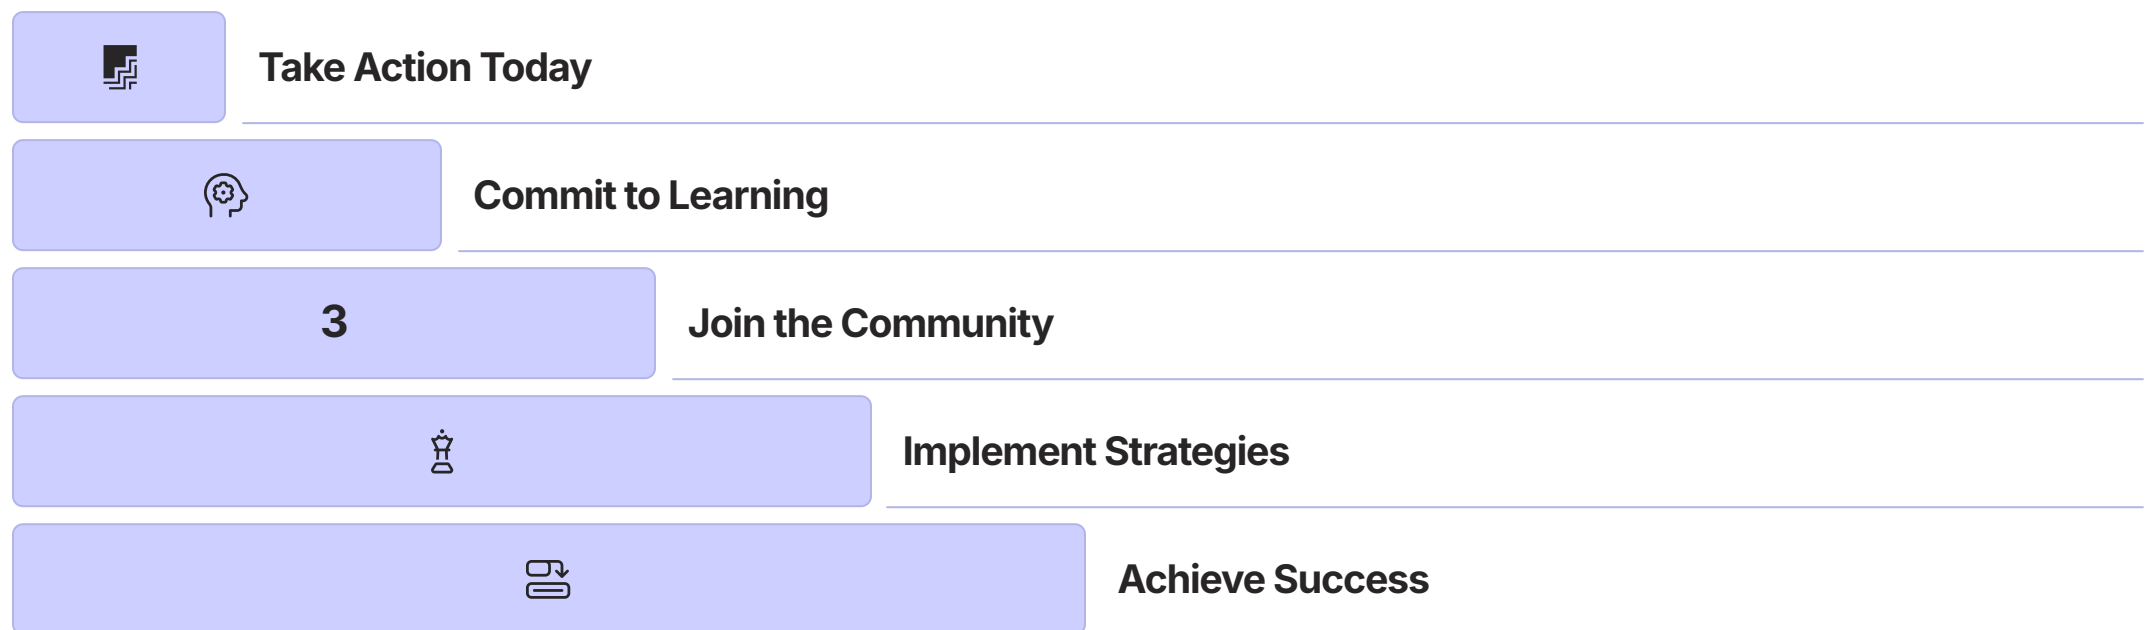 Take Action Today
Commit to Learning
3
Join the Community
Implement Strategies
Achieve Success